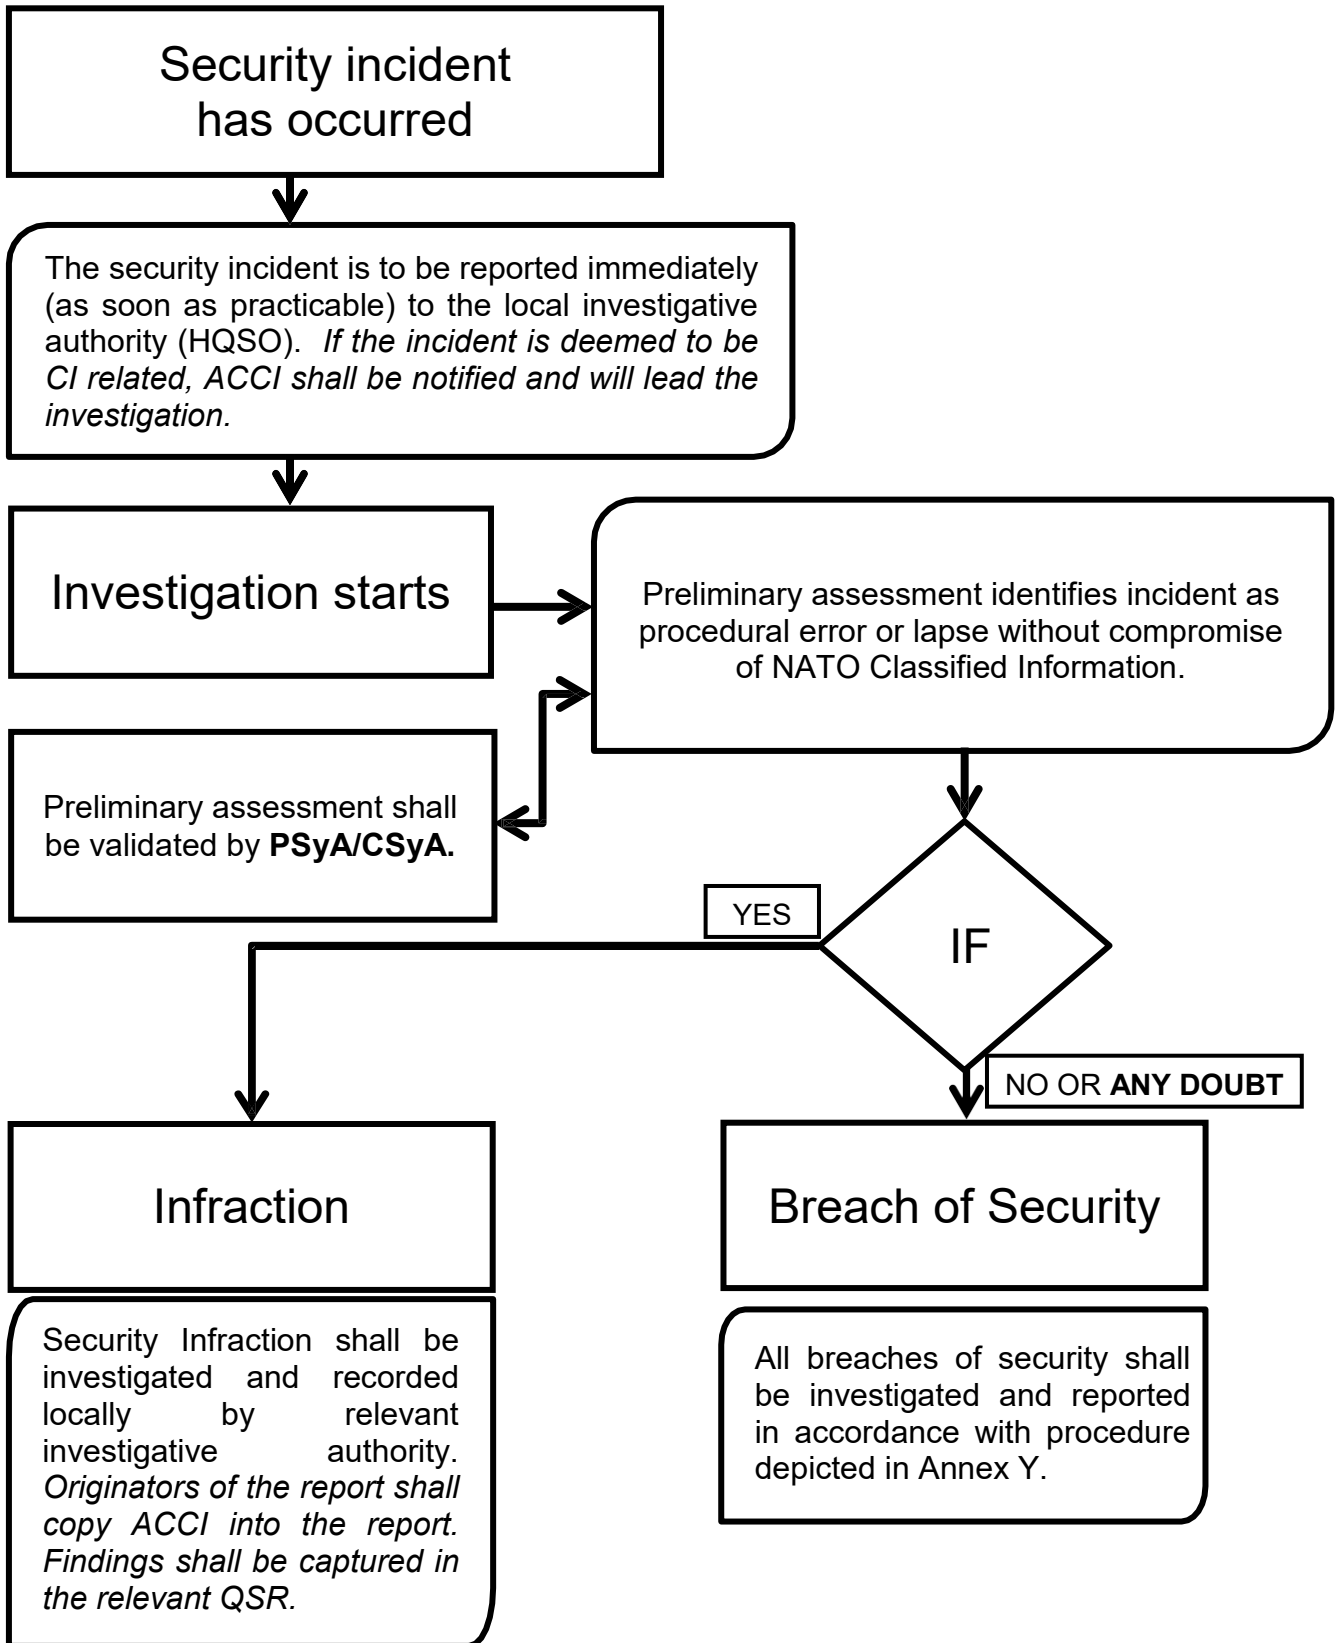 Security incident
has occurred
The security incident is to be reported immediately
(as soon as practicable) to the local investigative
authority (HQSO).  If the incident is deemed to be
CI related, ACCI shall be notified and will lead the
investigation.
Investigation starts
Preliminary assessment identifies incident as
procedural error or lapse without compromise
of NATO Classified Information.
Preliminary assessment shall
be validated by PSyA/CSyA.
YES
IF
NO OR ANY DOUBT
Infraction
Security Infraction shall be
investigated and recorded
locally by relevant
investigative authority.
Originators of the report shall
copy ACCI into the report.
Findings shall be captured in
the relevant QSR.
Breach of Security
All breaches of security shall
be investigated and reported
in accordance with procedure
depicted in Annex Y.